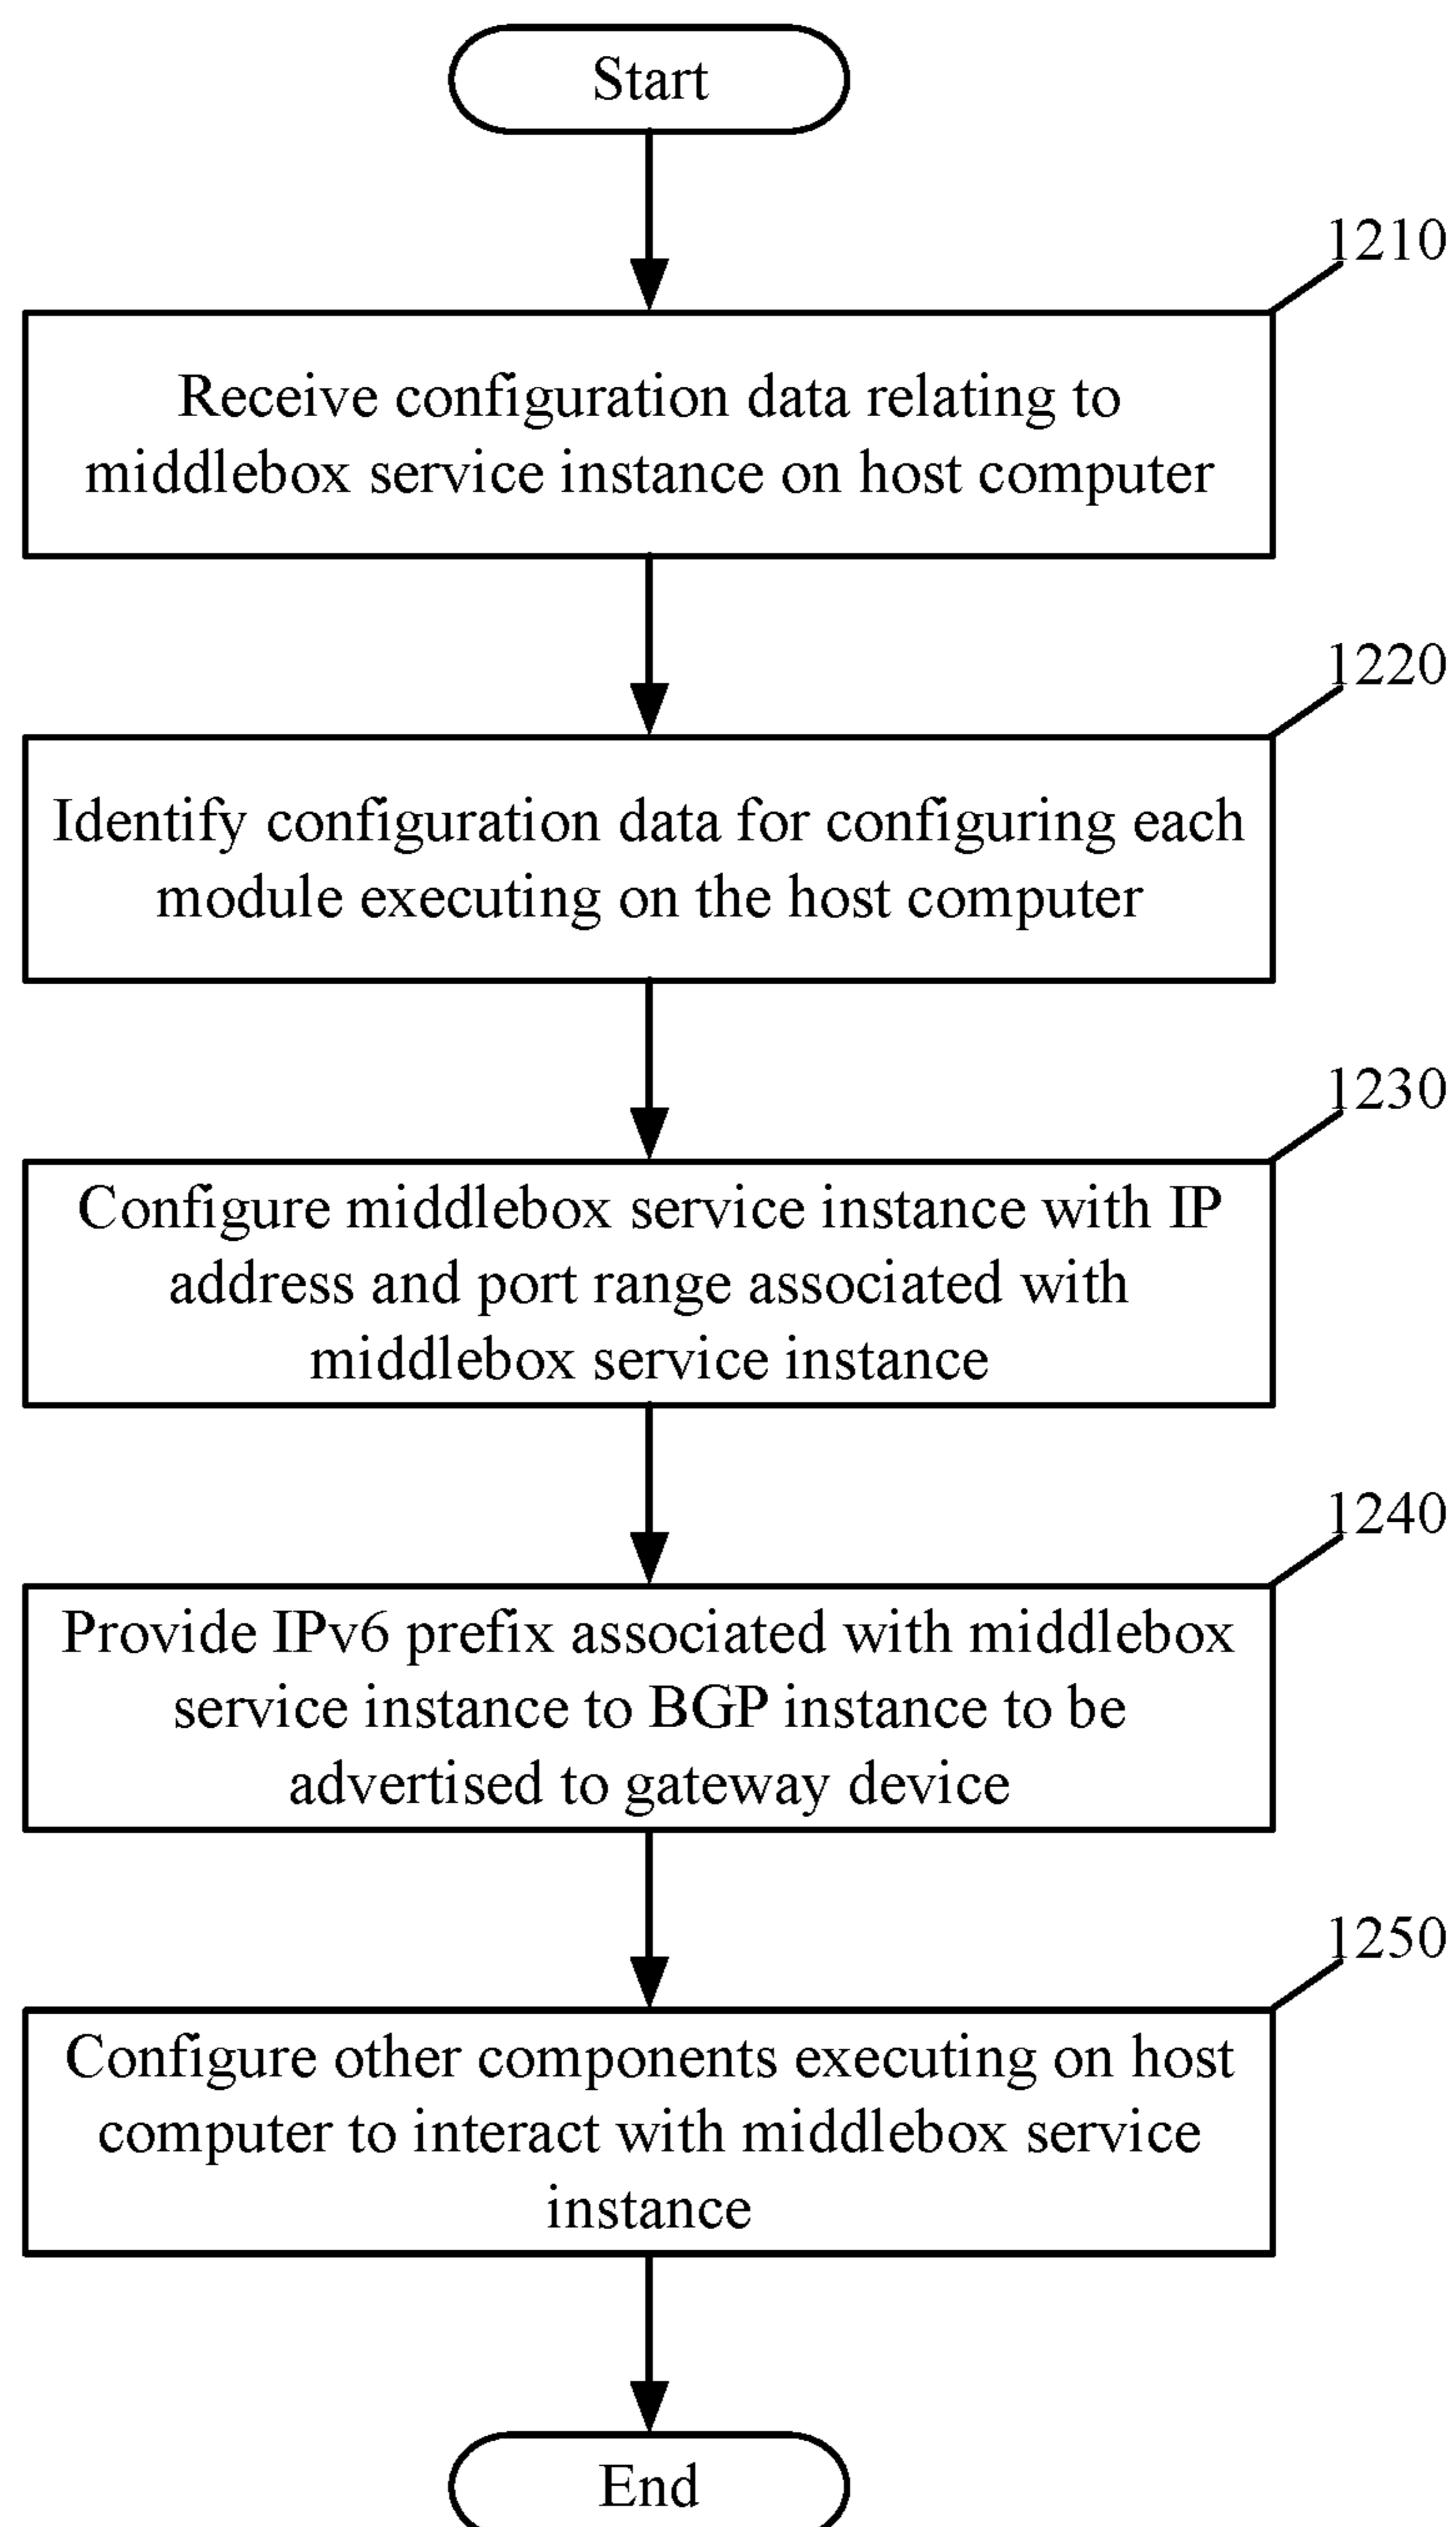 Start
1210
Receive configuration data relating to
middlebox service instance on host computer
1220
Identify configuration data for configuring each
module executing on the host computer
1230
Configure middlebox service instance with IP
address and port range associated with
middlebox service instance
1240
Provide IPv6 prefix associated with middlebox
service instance to BGP instance to be
advertised to gateway device
1250
Configure other components executing on host
computer to interact with middlebox service
instance
End